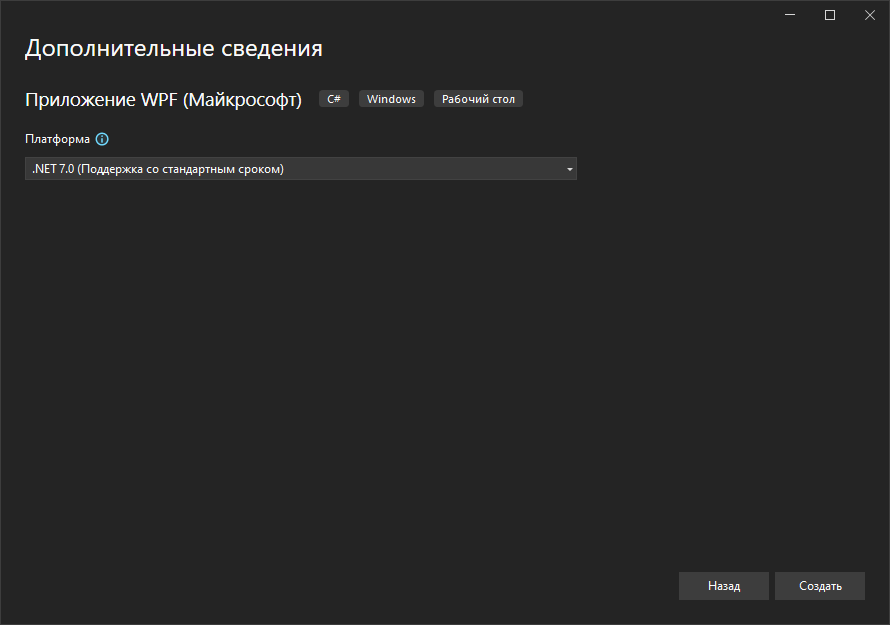 Дополнительные сведения
Приложение WPF (Майкрософт) C# Windows Рабочий стол
Платформа
.NET 7.0 (Поддержка со стандартным сроком)
Назад Создать